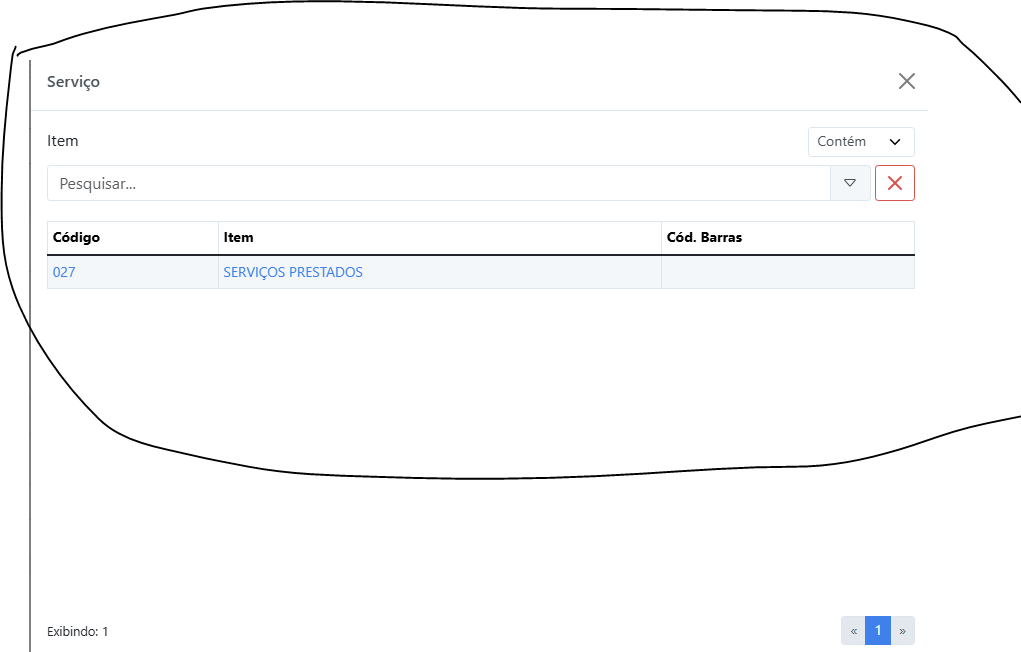 Serviço
Item
Contém
Pesquisar...
Código Item Cód. Barras
027 SERVIÇOS PRESTADOS
Exibindo: 1
« 1 »